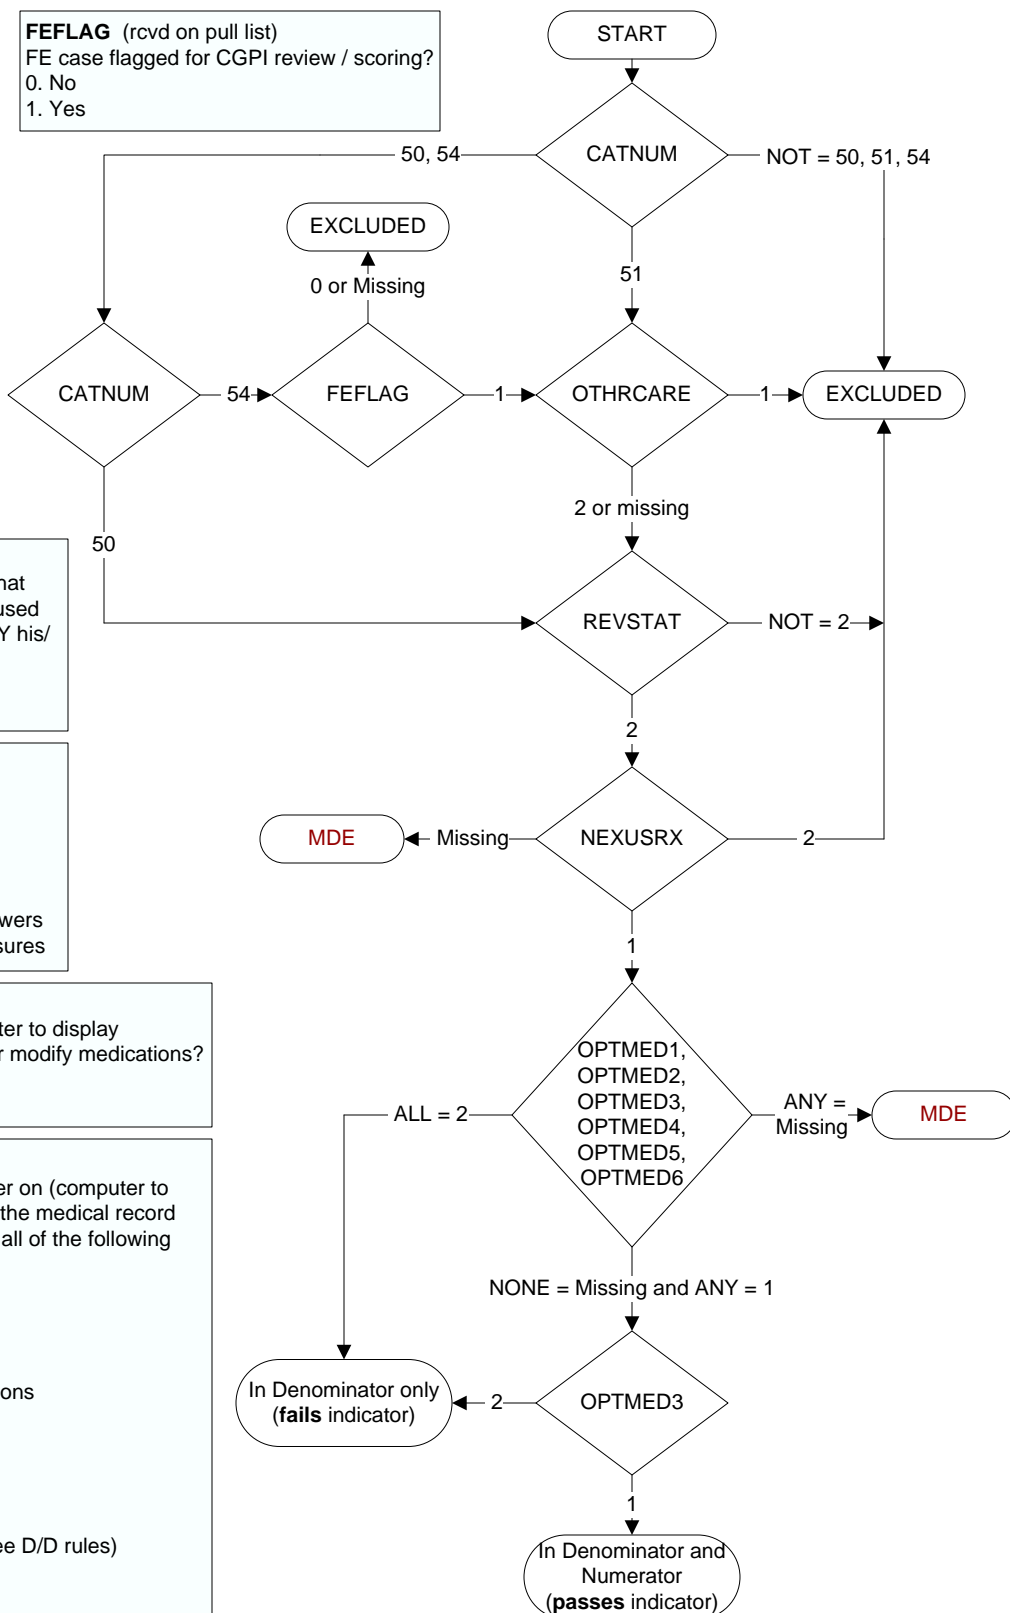 FEFLAG (rcvd on pull list)
FE case flagged for CGPI review / scoring?
0. No
1. Yes
START
CATNUM
50, 54
NOT = 50, 51, 54
EXCLUDED
0 or Missing
51
CATNUM
54
FEFLAG
1
OTHRCARE
1
EXCLUDED
2 or missing
50
REVSTAT
NOT = 2
used
his/
2
MDE
Missing
NEXUSRX
2
1
er to display
modify medications?
OPTMED1,
OPTMED2,
OPTMED3,
OPTMED4,
OPTMED5,
OPTMED6
ALL = 2
ANY =
Missing
MDE
er on (computer to
the medical record
all of the following
NONE = Missing and ANY = 1
ons
In Denominator only
(fails indicator)
2
OPTMED3
1
D/D rules)
In Denominator and
Numerator
(passes indicator)